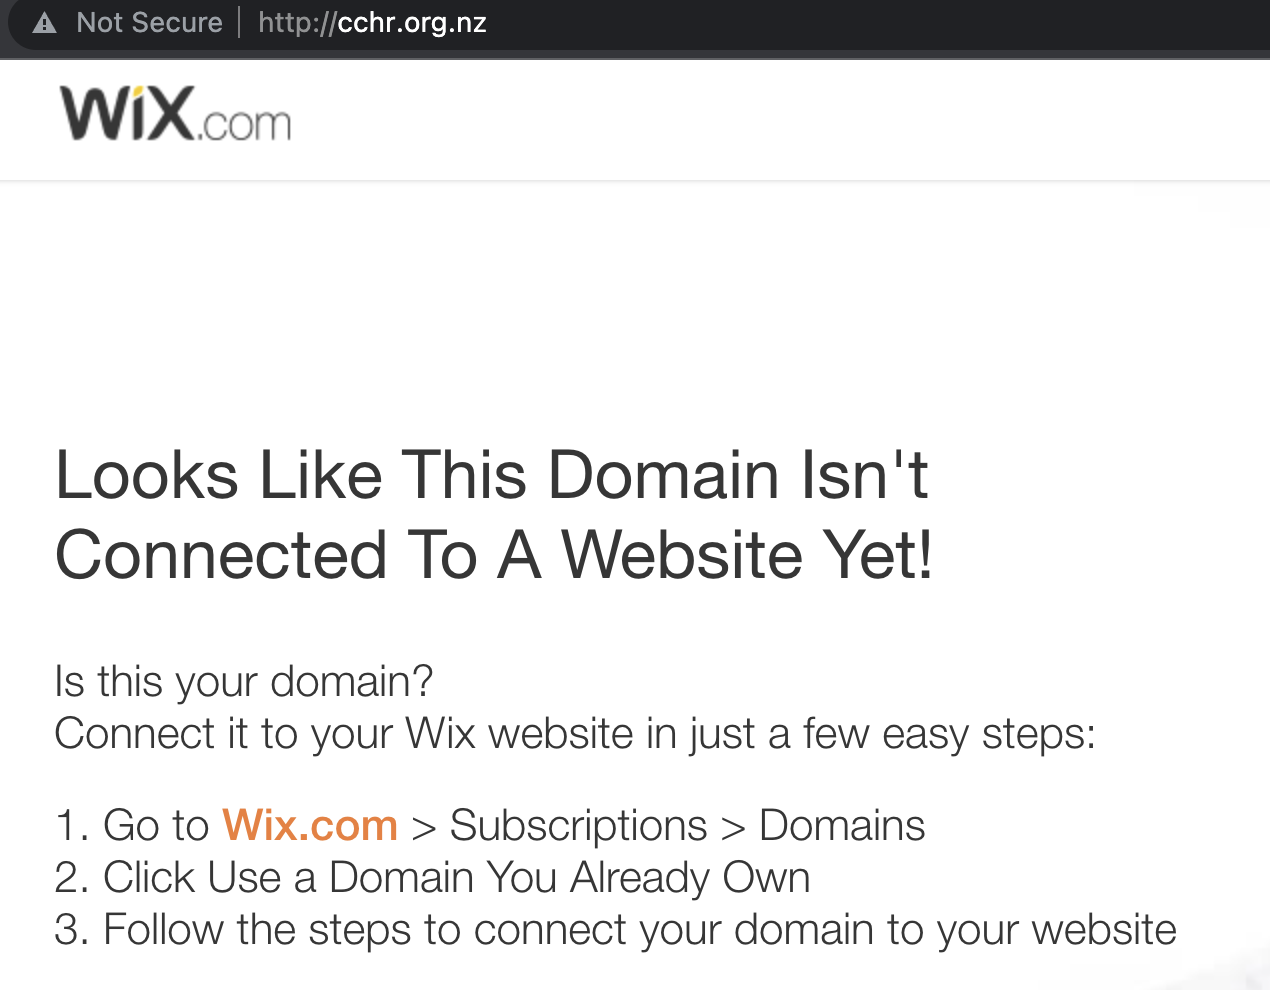 Not Secure http://cchr.org.nz
WiX.com
Looks Like This Domain Isn't
Connected To A Website Yet!
Is this your domain?
Connect it to your Wix website in just a few easy steps:
1. Go to Wix.com > Subscriptions > Domains
2. Click Use a Domain You Already Own
3. Follow the steps to connect your domain to your website